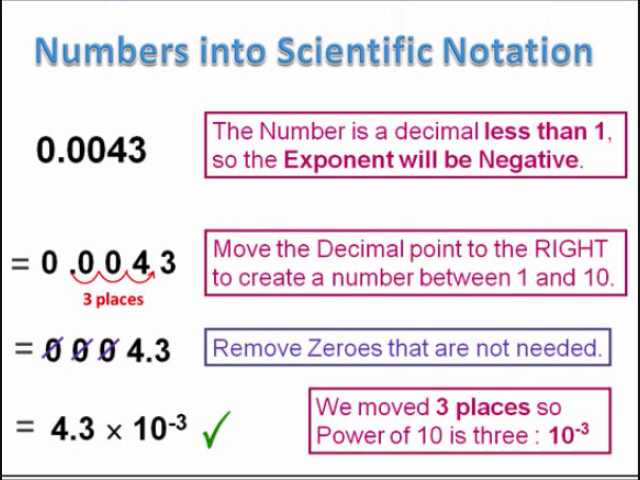 Numbers into Scientific Notation
0.0043
The Number is a decimal less than 1,
so the Exponent will be Negative.
= 0 .0 0 4.3
3 places
Move the Decimal point to the RIGHT
to create a number between 1 and 10.
= 0 0 0 4.3
Remove Zeroes that are not needed.
= 4.3 × 10⁻³ ✓
We moved 3 places so
Power of 10 is three : 10⁻³